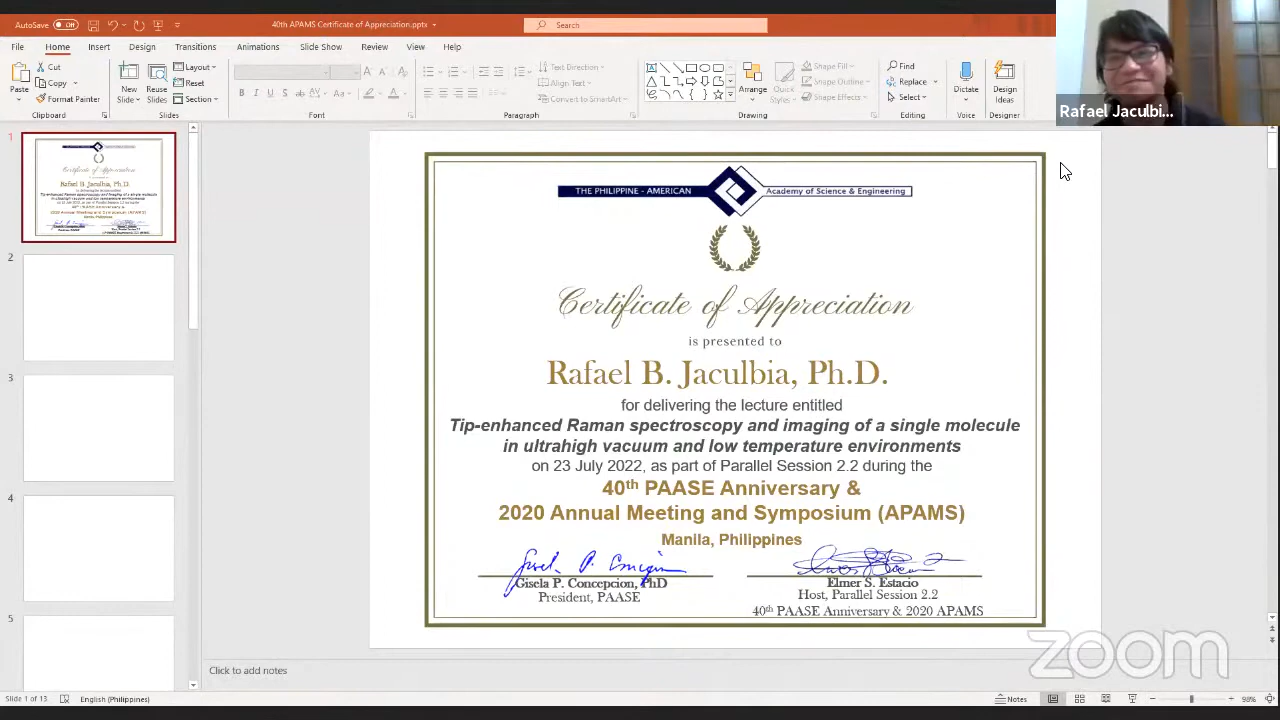 AutoSave Off
40th APAMS Certificate of Appreciation.pptx
Search
File Home Insert Draw Design Transitions Animations Slide Show Review View Help
Paste
Cut
Copy
Format Painter
Clipboard
New Slide
Reuse Slides
Layout
Reset
Section
Slides
Font
Text Direction
Align Text
Convert to SmartArt
Paragraph
Arrange
Quick Styles
Shape Fill
Shape Outline
Shape Effects
Drawing
Find
Replace
Select
Editing
Dictate
Voice
Design Ideas
Designer
Rafael Jaculbi...
1
2
3
4
5
THE PHILIPPINE - AMERICAN Academy of Science & Engineering
Certificate of Appreciation
is presented to
Rafael B. Jaculbia, Ph.D.
for delivering the lecture entitled
Tip-enhanced Raman spectroscopy and imaging of a single molecule
in ultrahigh vacuum and low temperature environments
on 23 July 2022, as part of Parallel Session 2.2 during the
40th PAASE Anniversary &
2020 Annual Meeting and Symposium (APAMS)
Manila, Philippines
Gisela P. Concepcion, PhD
President, PAASE
Elmer S. Estacio
Host, Parallel Session 2.2
40th PAASE Anniversary & 2020 APAMS
zoom
Click to add notes
Slide 1 of 13
English (Philippines)
Notes
98%